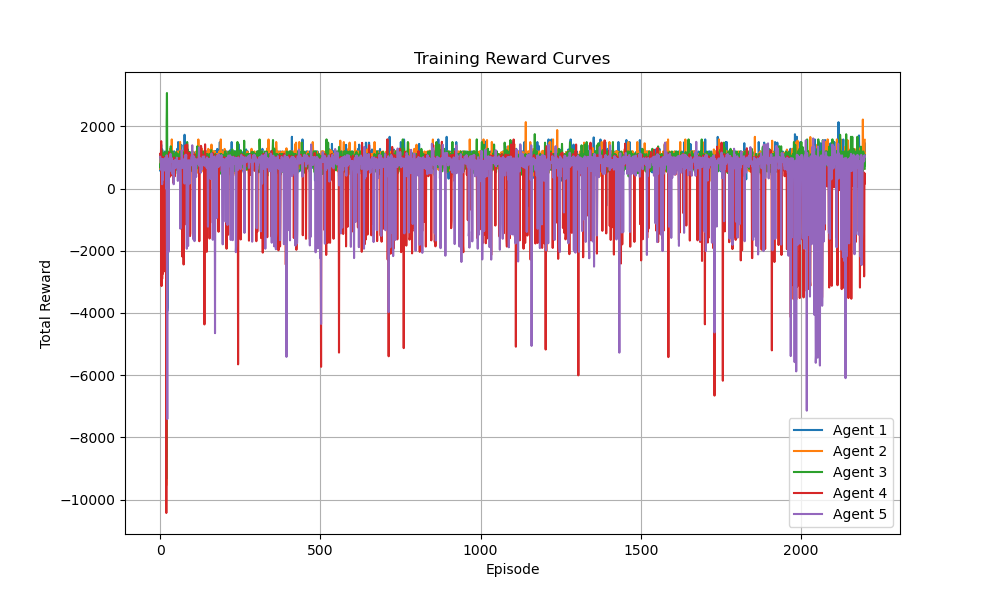 Training Reward Curves
Total Reward
2000
0
−2000
−4000
−6000
−8000
−10000
0 500 1000 1500 2000
Episode
Agent 1
Agent 2
Agent 3
Agent 4
Agent 5